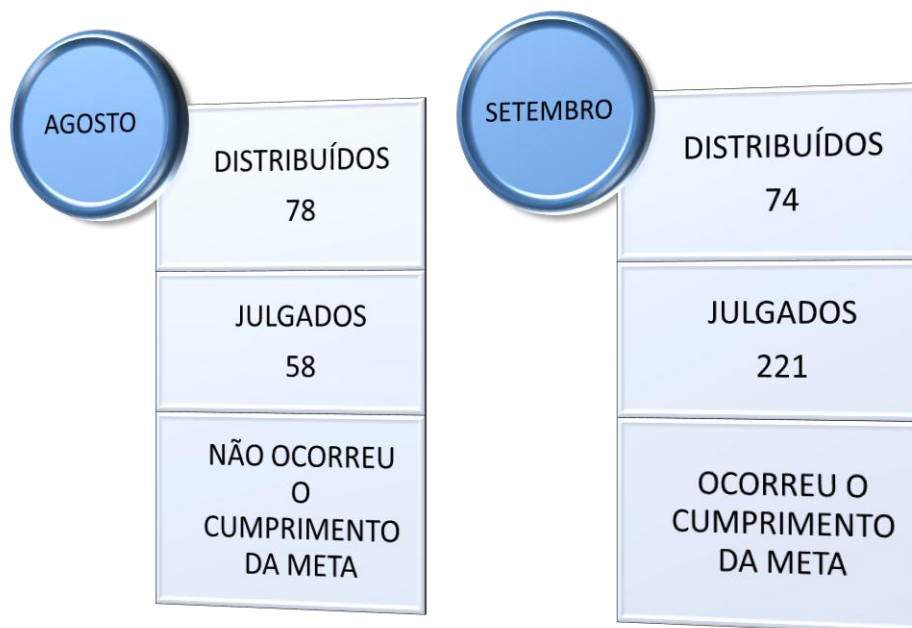 AGOSTO
DISTRIBUÍDOS
78
JULGADOS
58
NÃO OCORREU
O
CUMPRIMENTO
DA META
SETEMBRO
DISTRIBUÍDOS
74
JULGADOS
221
OCORREU O
CUMPRIMENTO
DA META